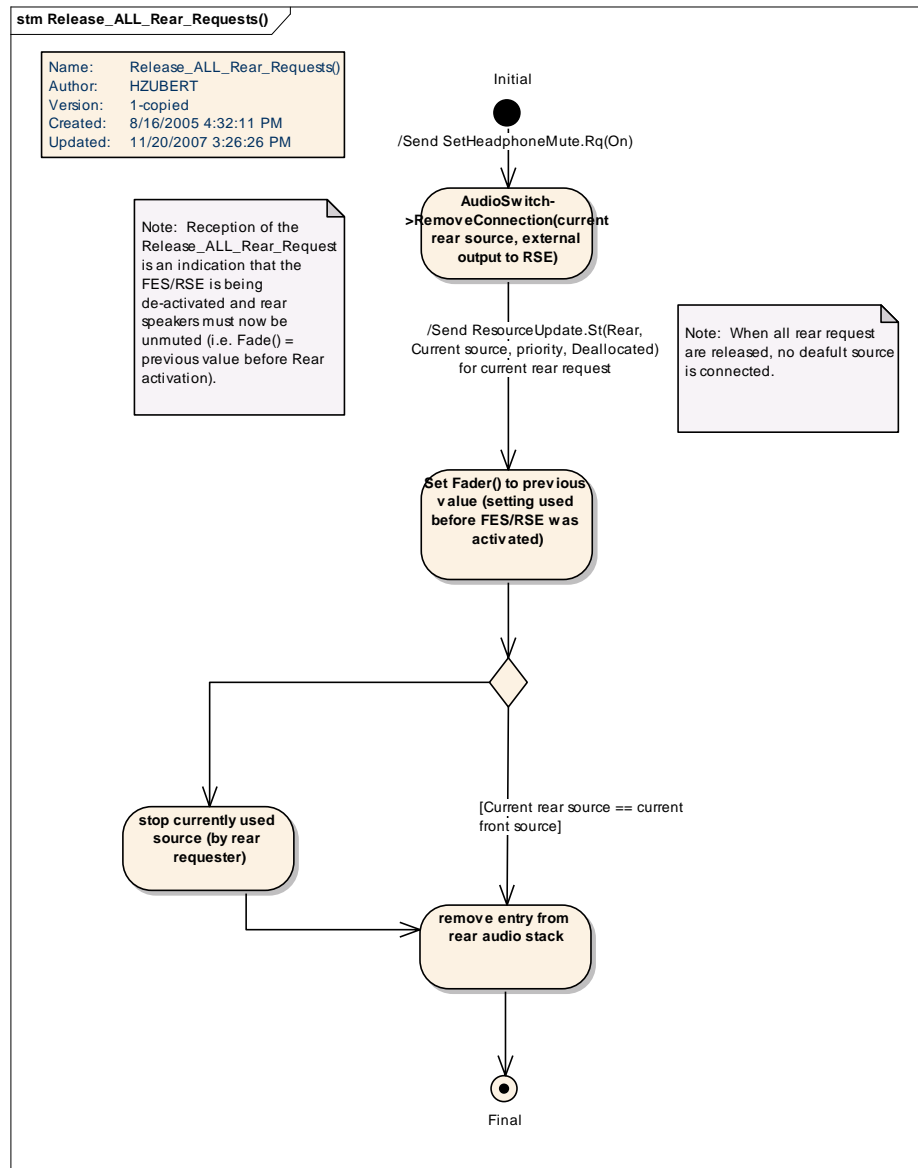 stm Release_ALL_Rear_Requests()
Name: Release_ALL_Rear_Requests()
Author: HZUBERT
Version: 1-copied
Created: 8/16/2005 4:32:11 PM
Updated: 11/20/2007 3:26:26 PM
Initial
/Send SetHeadphoneMute.Rq(On)
AudioSwitch-
>RemoveConnection(current
rear source, external
output to RSE)
Note: Reception of the
Release_ALL_Rear_Request
is an indication that the
FES/RSE is being
de-activated and rear
speakers must now be
unmuted (i.e. Fade() =
previous value before Rear
activation).
/Send ResourceUpdate.St(Rear,
Current source, priority, Deallocated)
for current rear request
Note: When all rear request
are released, no deafult source
is connected.
Set Fader() to previous
value (setting used
before FES/RSE was
activated)
[Current rear source == current
front source]
stop currently used
source (by rear
requester)
remove entry from
rear audio stack
Final